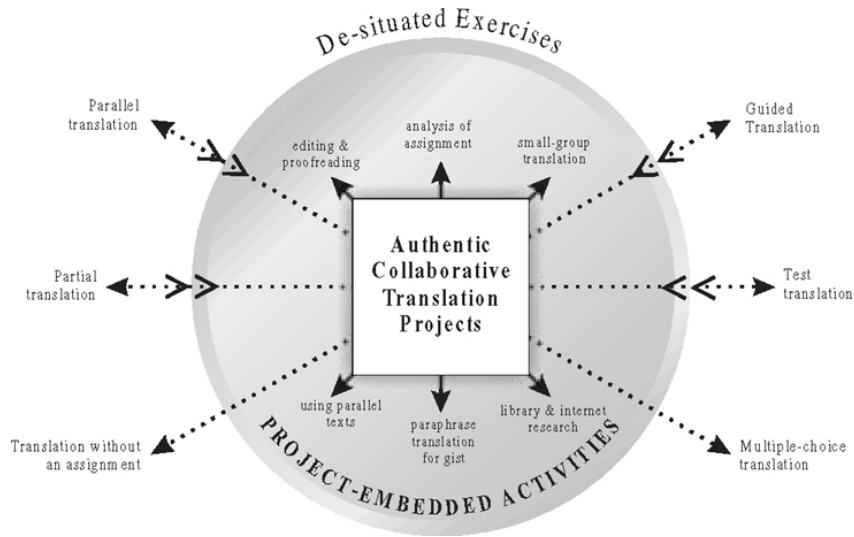 De-situated Exercises
Parallel
translation
Guided
Translation
editing &
proofreading
analysis of
assignment
small-group
translation
Authentic
Collaborative
Translation
Projects
Partial
translation
Test
translation
using parallel
texts
paraphrase
translation
for gist
library & internet
research
Translation without
an assignment
Multiple-choice
translation
PROJECT-EMBEDDED ACTIVITIES